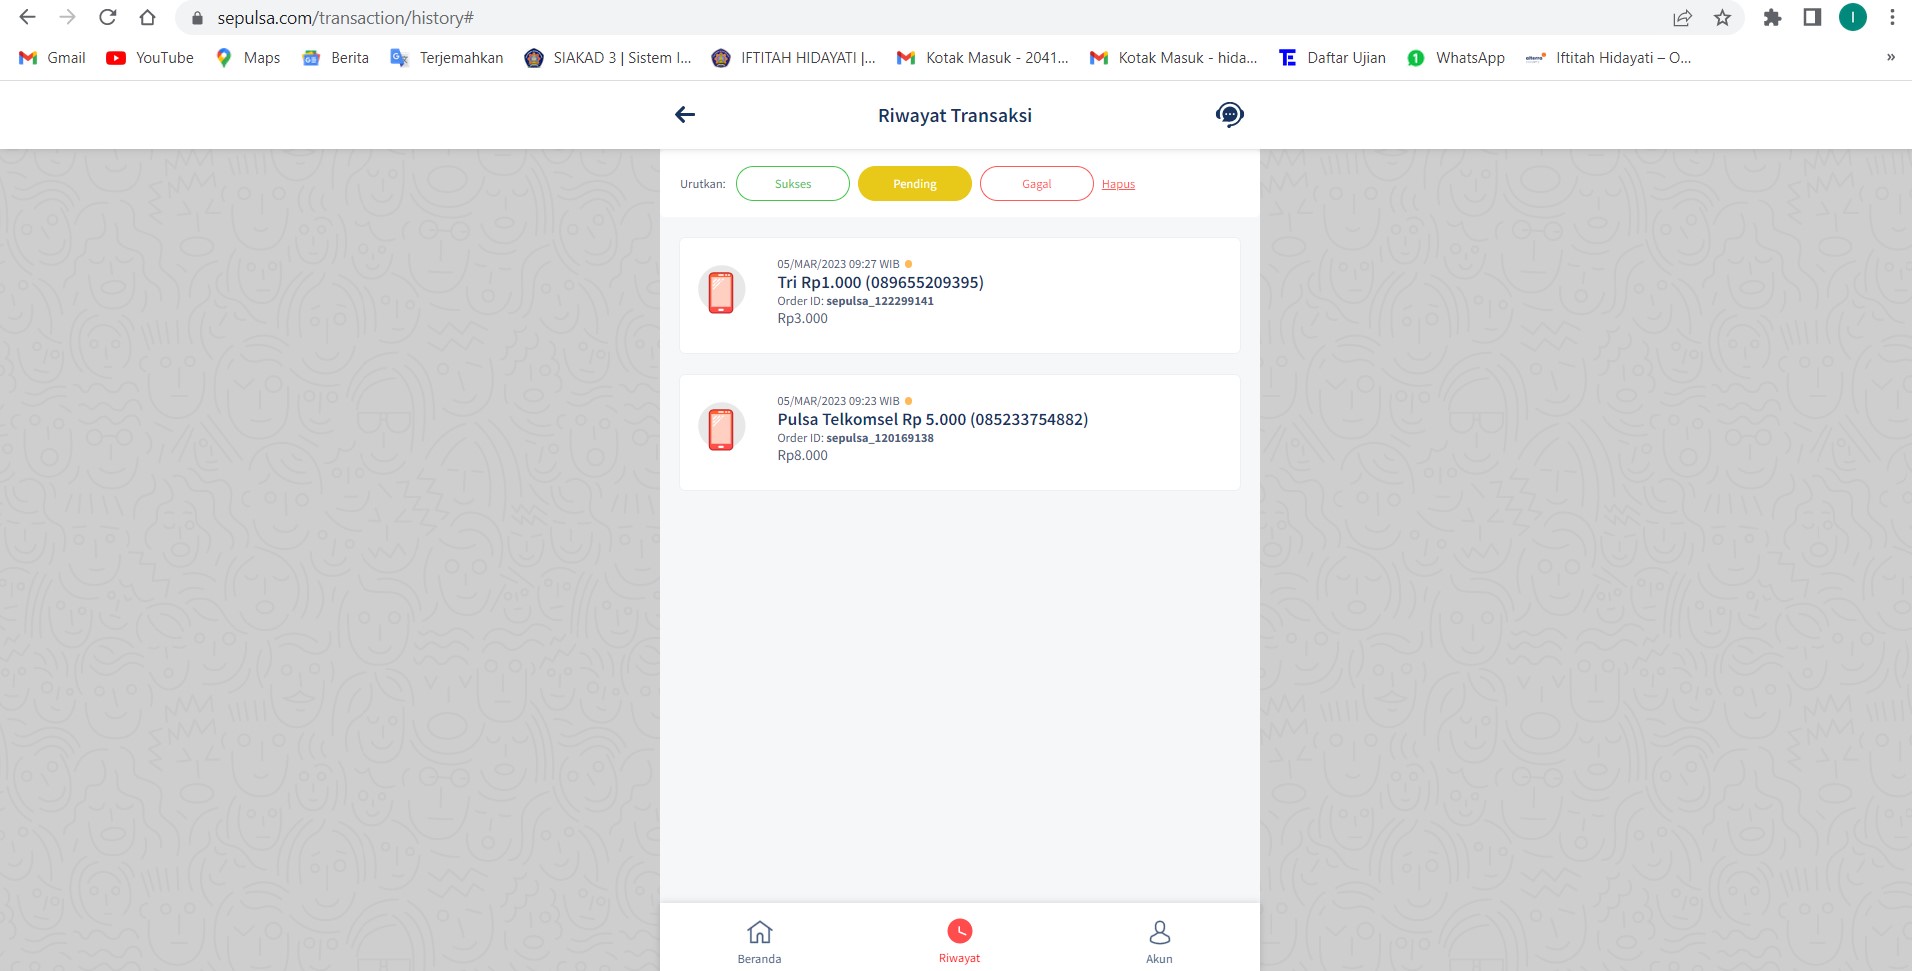 sepulsa.com/transaction/history#
I
Gmail YouTube Maps Berita Terjemahkan SIAKAD 3 | Sistem I... IFTITAH HIDAYATI |... Kotak Masuk - 2041... Kotak Masuk - hida... Daftar Ujian 1 WhatsApp Iftitah Hidayati – O... »
Riwayat Transaksi
Urutkan: Sukses Pending Gagal Hapus
05/MAR/2023 09:27 WIB
Tri Rp1.000 (089655209395)
Order ID: sepulsa_122299141
Rp3.000
05/MAR/2023 09:23 WIB
Pulsa Telkomsel Rp 5.000 (085233754882)
Order ID: sepulsa_120169138
Rp8.000
Beranda Riwayat Akun